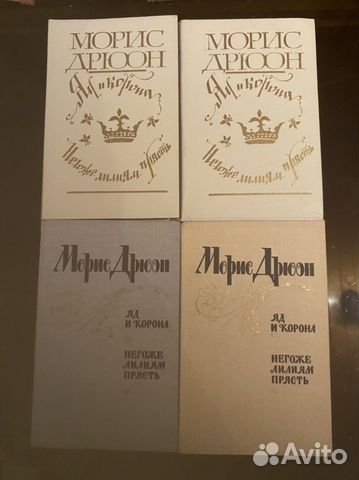 МОРИС
ДРЮОН
Яд и корона
Негоже лилиям прясть
МОРИС
ДРЮОН
Яд и корона
Негоже лилиям прясть
Морис Дрюон
ЯД
И КОРОНА
НЕГОЖЕ
ЛИЛИЯМ
ПРЯСТЬ
Морис Дрюон
ЯД
И КОРОНА
НЕГОЖЕ
ЛИЛИЯМ
ПРЯСТЬ
Avito